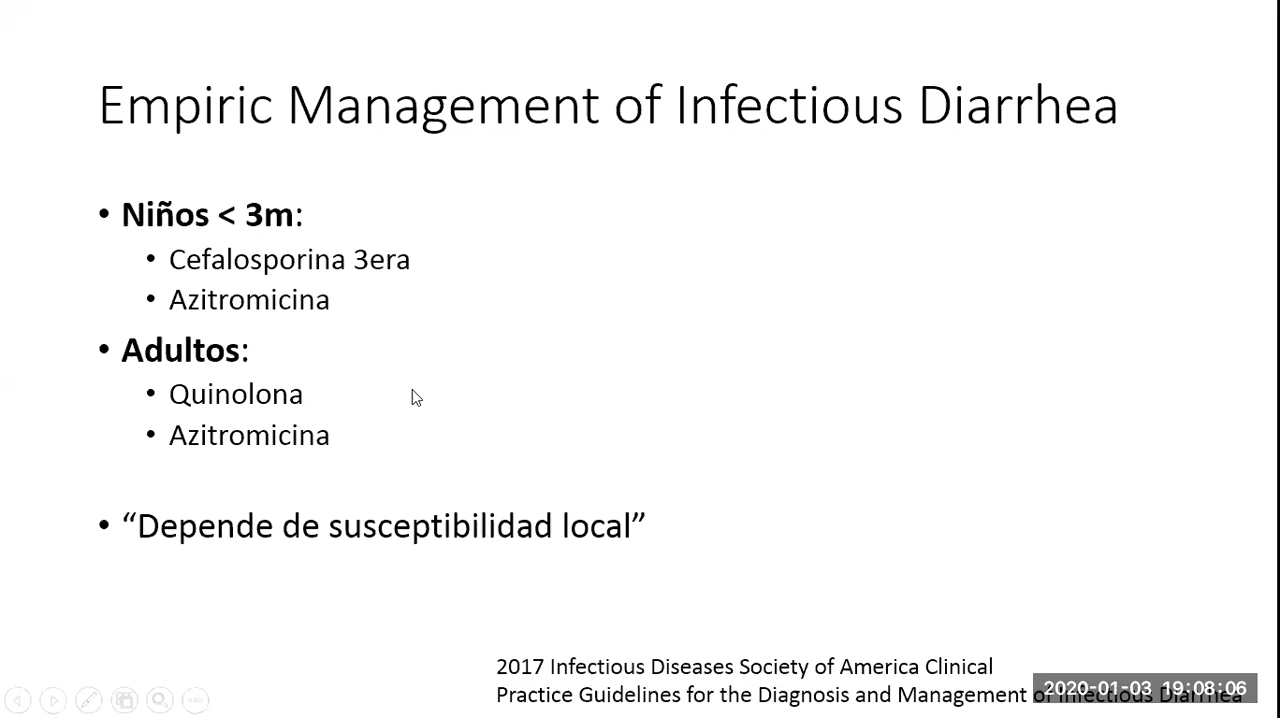 Empiric Management of Infectious Diarrhea
• Niños < 3m:
• Cefalosporina 3era
• Azitromicina
• Adultos:
• Quinolona
• Azitromicina
• “Depende de susceptibilidad local”
2017 Infectious Diseases Society of America Clinical
Practice Guidelines for the Diagnosis and Management of Infectious Diarrhea
2020-01-03 19:08:06